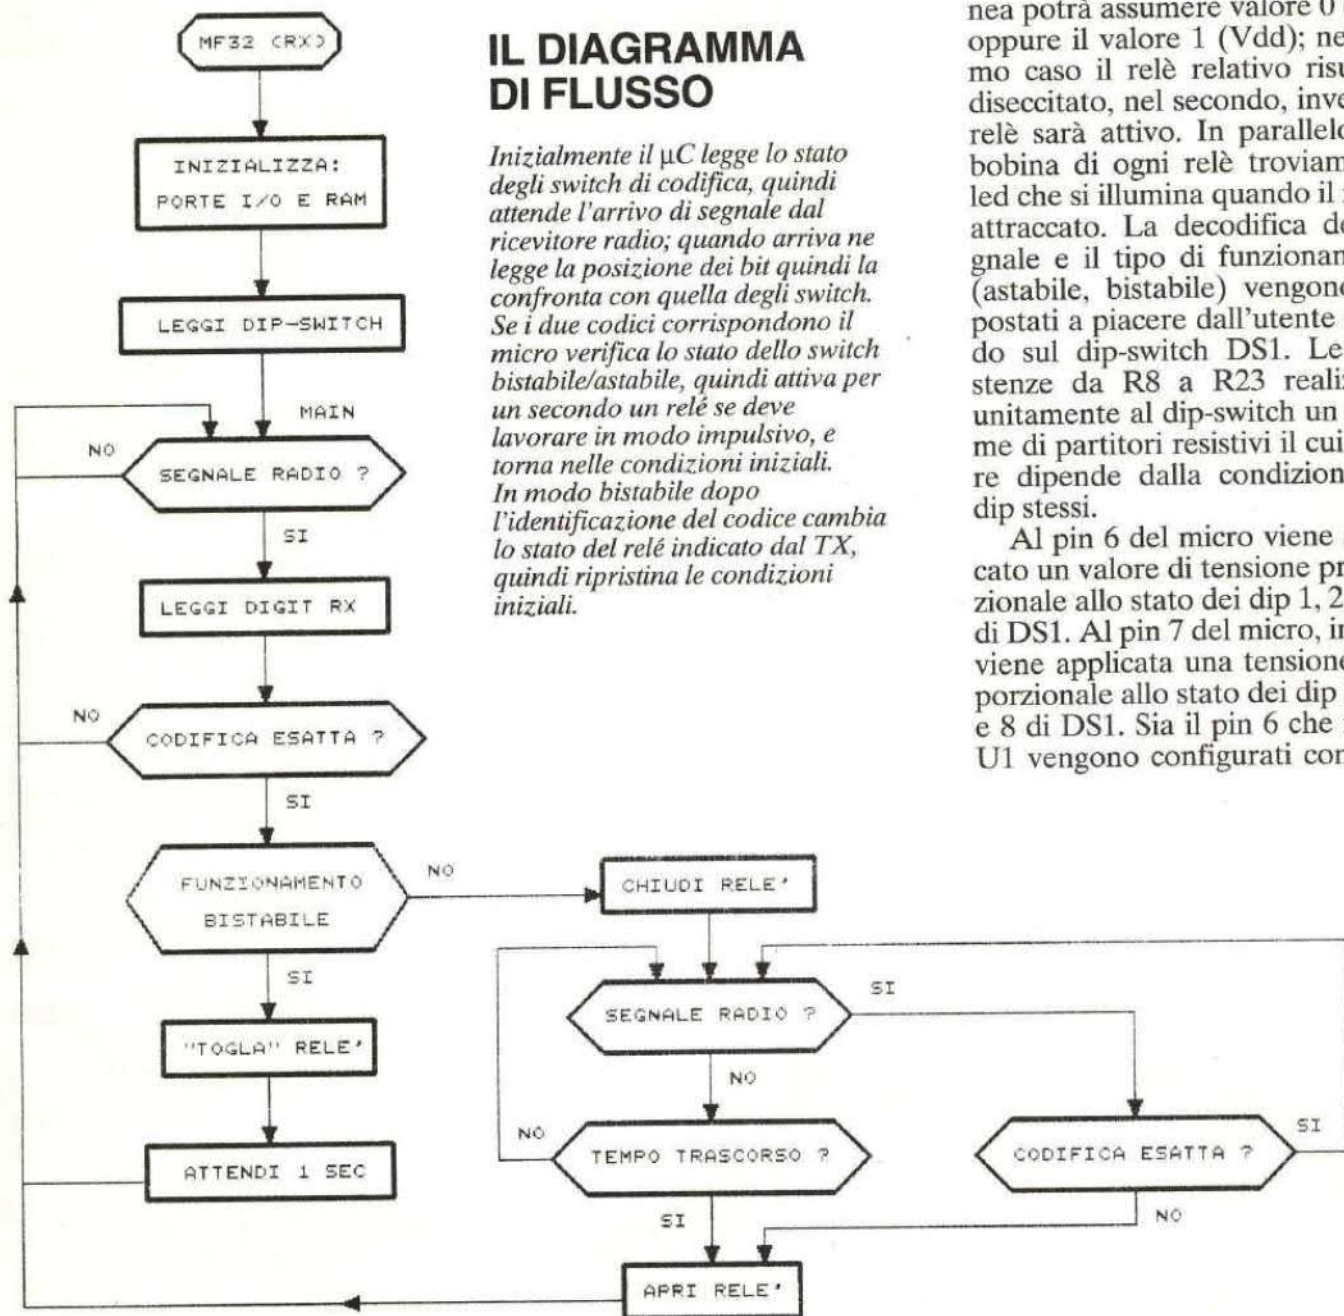 MF32 (RX)
INIZIALIZZA:
PORTE I/O E RAM
LEGGI DIP-SWITCH
MAIN
SEGNALE RADIO ?
NO
SI
LEGGI DIGIT RX
CODIFICA ESATTA ?
NO
SI
FUNZIONAMENTO
BISTABILE
NO
SI
"TOGLA" RELE'
ATTENDI 1 SEC
CHIUDI RELE'
SEGNALE RADIO ?
SI
NO
TEMPO TRASCORSO ?
NO
SI
CODIFICA ESATTA ?
SI
NO
APRI RELE'
IL DIAGRAMMA
DI FLUSSO
Inizialmente il µC legge lo stato
degli switch di codifica, quindi
attende l'arrivo di segnale dal
ricevitore radio; quando arriva ne
legge la posizione dei bit quindi la
confronta con quella degli switch.
Se i due codici corrispondono il
micro verifica lo stato dello switch
bistabile/astabile, quindi attiva per
un secondo un relé se deve
lavorare in modo impulsivo, e
torna nelle condizioni iniziali.
In modo bistabile dopo
l'identificazione del codice cambia
lo stato del relé indicato dal TX,
quindi ripristina le condizioni
iniziali.
nea potrà assumere valore 0
oppure il valore 1 (Vdd); ne
mo caso il relè relativo risu
diseccitato, nel secondo, inve
relè sarà attivo. In parallelo
bobina di ogni relè troviam
led che si illumina quando il
attraccato. La decodifica de
gnale e il tipo di funzionan
(astabile, bistabile) vengono
postati a piacere dall'utente
do sul dip-switch DS1. Le
stenze da R8 a R23 reali
unitamente al dip-switch un
me di partitori resistivi il cui
re dipende dalla condizion
dip stessi.
Al pin 6 del micro viene
cato un valore di tensione pr
zionale allo stato dei dip 1, 2
di DS1. Al pin 7 del micro, in
viene applicata una tensione
porzionale allo stato dei dip
e 8 di DS1. Sia il pin 6 che
U1 vengono configurati con